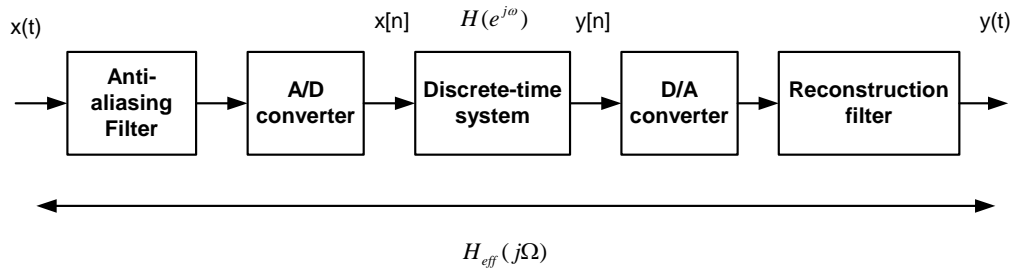 x(t)
x[n]
H(e^{jω})
y[n]
y(t)
Anti-
aliasing
Filter
A/D
converter
Discrete-time
system
D/A
converter
Reconstruction
filter
H_{eff}(jΩ)